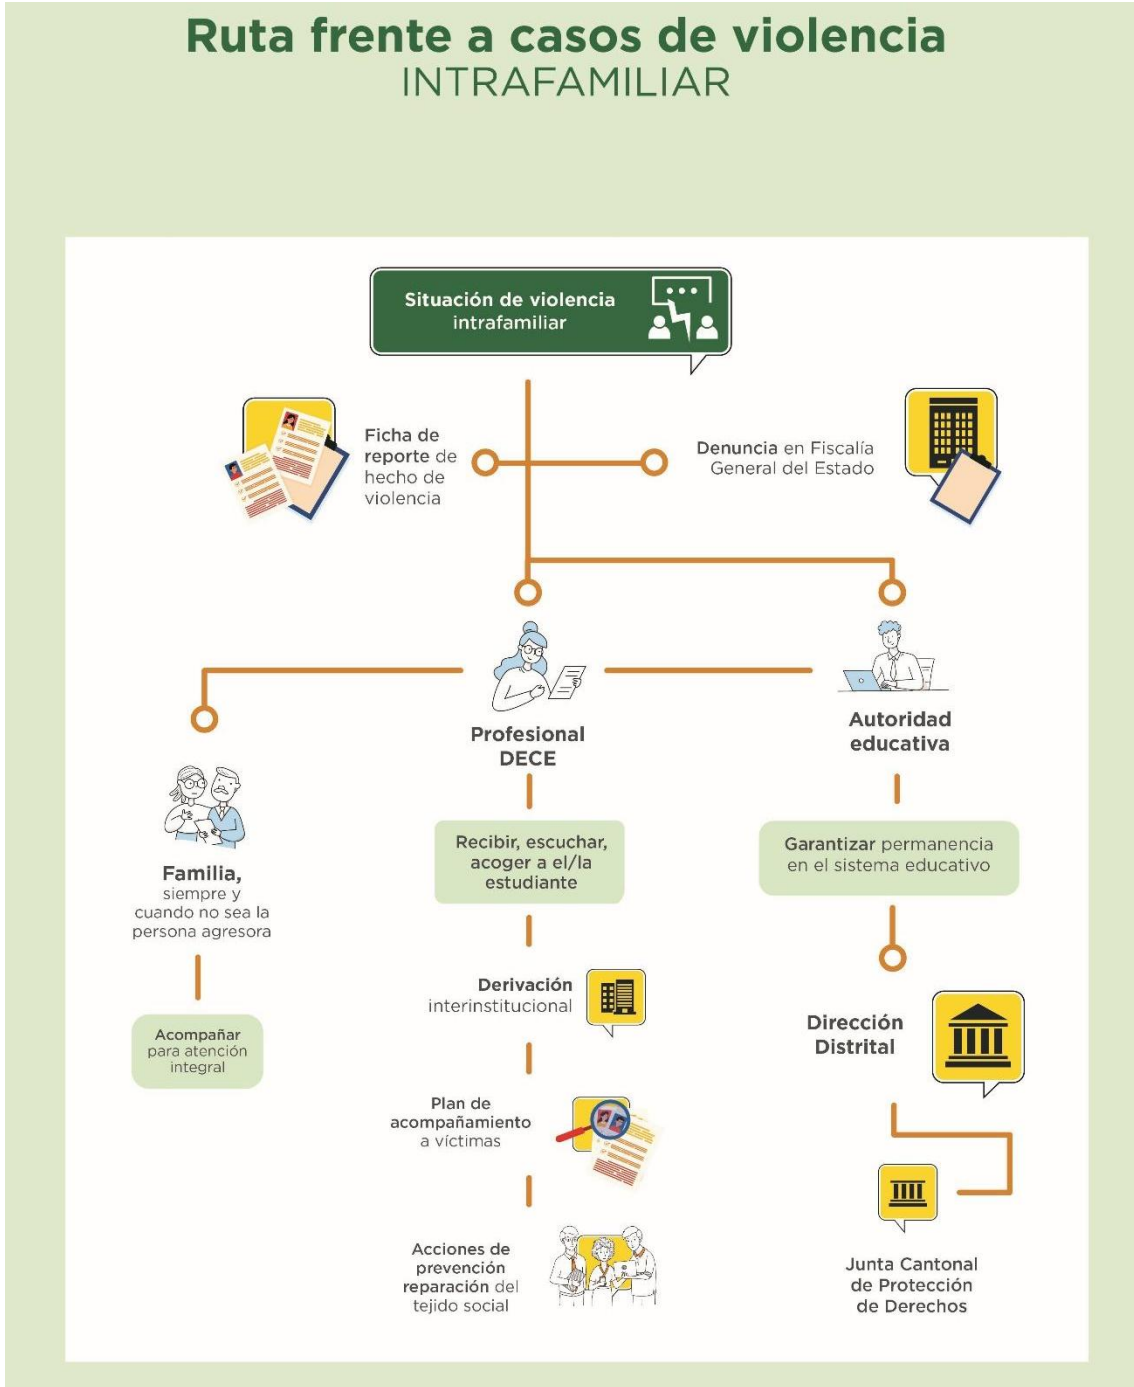 Ruta frente a casos de violencia
INTRAFAMILIAR
Situación de violencia
intrafamiliar
Ficha de
reporte de
hecho de
violencia
Denuncia en Fiscalía
General del Estado
Profesional
DECE
Autoridad
educativa
Familia,
siempre y
cuando no sea la
persona agresora
Acompañar
para atención
integral
Recibir, escuchar,
acoger a el/la
estudiante
Derivación
interinstitucional
Plan de
acompañamiento
a víctimas
Acciones de
prevención
reparación del
tejido social
Garantizar permanencia
en el sistema educativo
Dirección
Distrital
Junta Cantonal
de Protección
de Derechos